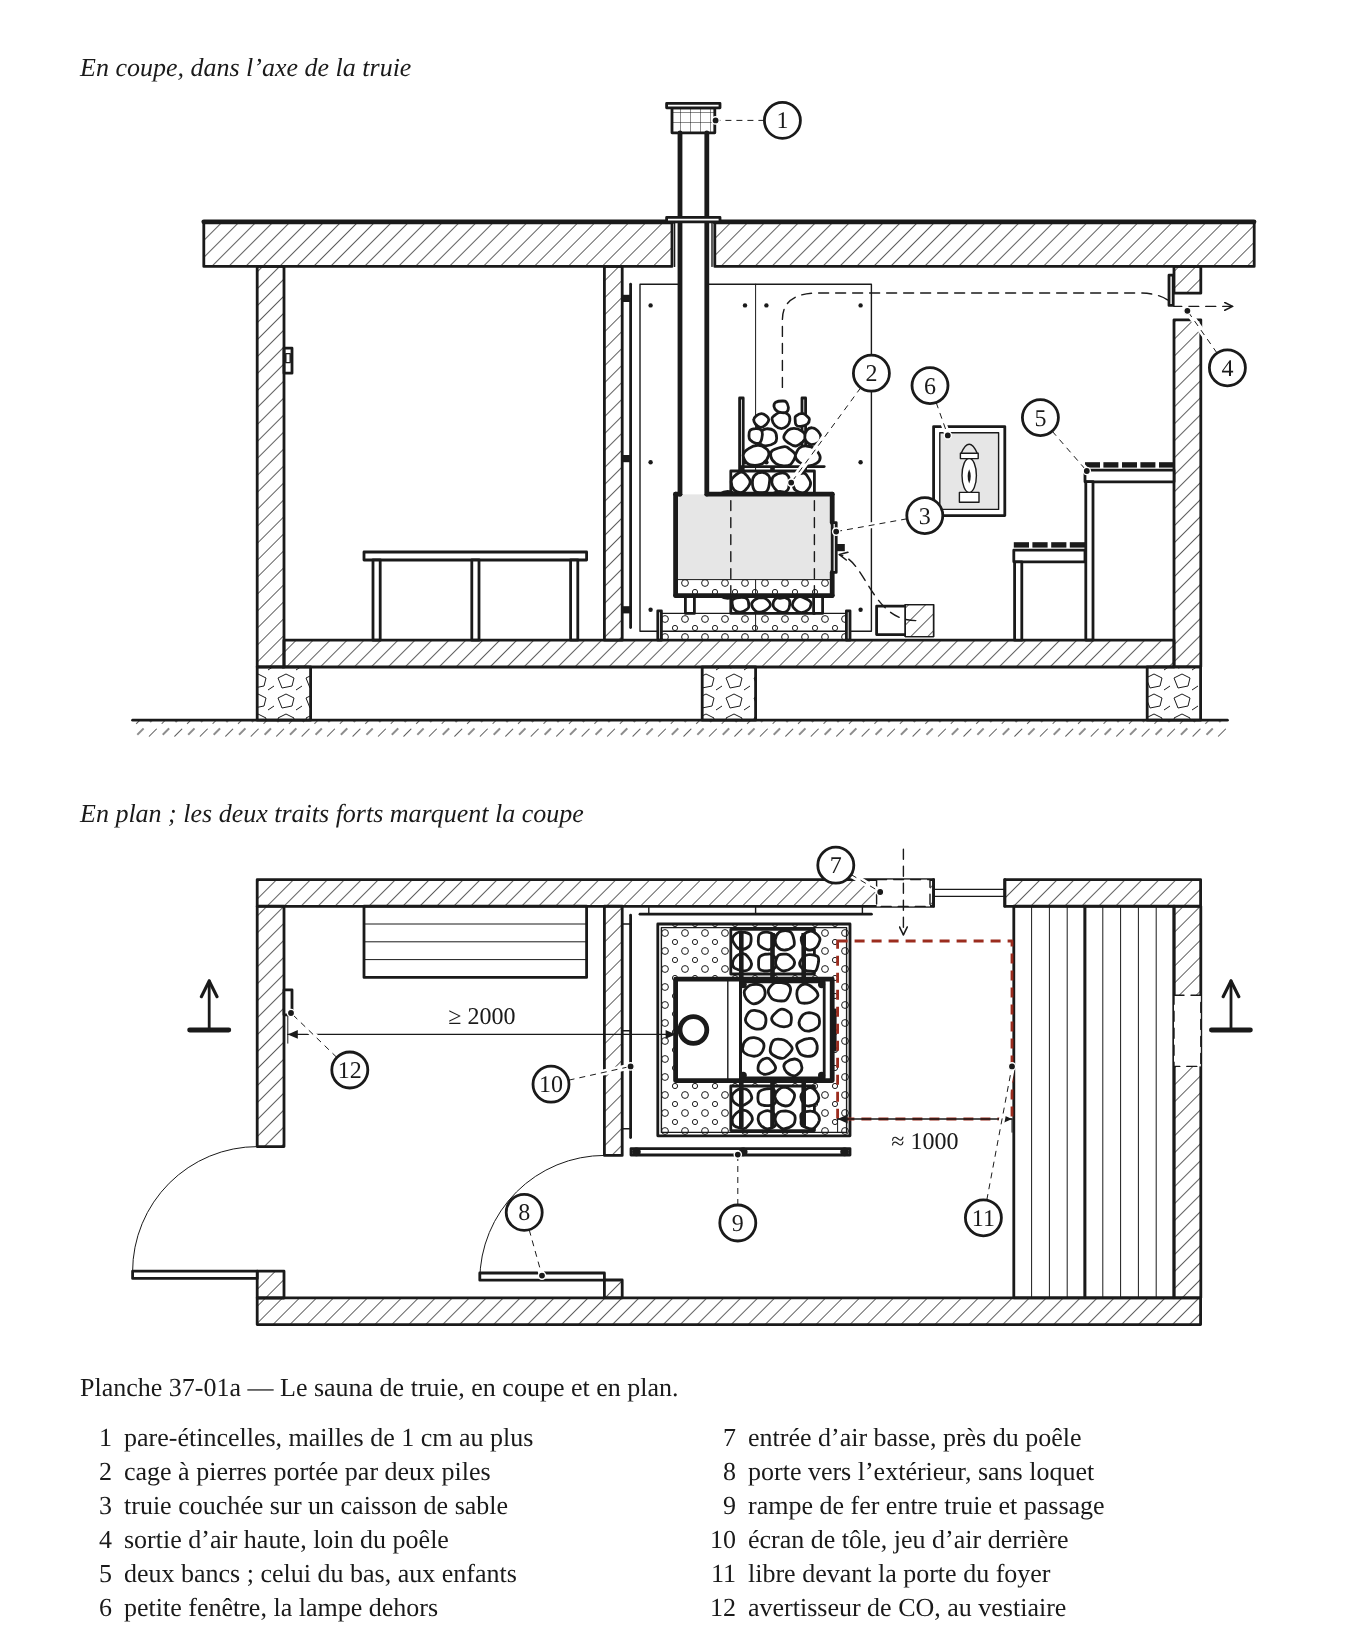 En coupe, dans l’axe de la truie
1
2
6
4
5
3
En plan ; les deux traits forts marquent la coupe
7
≥ 2000
12
10
≈ 1000
8
9
11
Planche 37-01a — Le sauna de truie, en coupe et en plan.
1 pare-étincelles, mailles de 1 cm au plus
2 cage à pierres portée par deux piles
3 truie couchée sur un caisson de sable
4 sortie d’air haute, loin du poêle
5 deux bancs ; celui du bas, aux enfants
6 petite fenêtre, la lampe dehors
7 entrée d’air basse, près du poêle
8 porte vers l’extérieur, sans loquet
9 rampe de fer entre truie et passage
10 écran de tôle, jeu d’air derrière
11 libre devant la porte du foyer
12 avertisseur de CO, au vestiaire